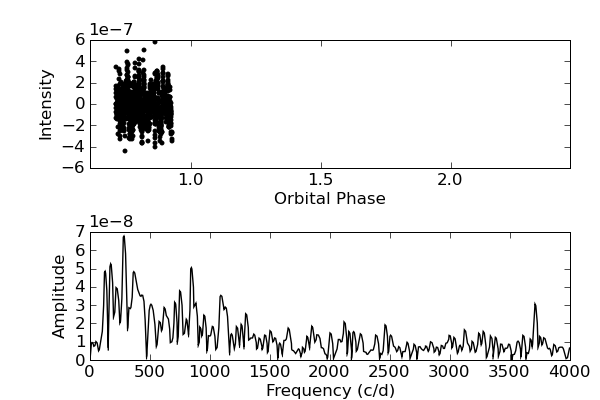 1e−7
6
4
2
0
−2
−4
−6
Intensity
1.0 1.5 2.0
Orbital Phase
1e−8
7
6
5
4
3
2
1
0
Amplitude
0 500 1000 1500 2000 2500 3000 3500 4000
Frequency (c/d)